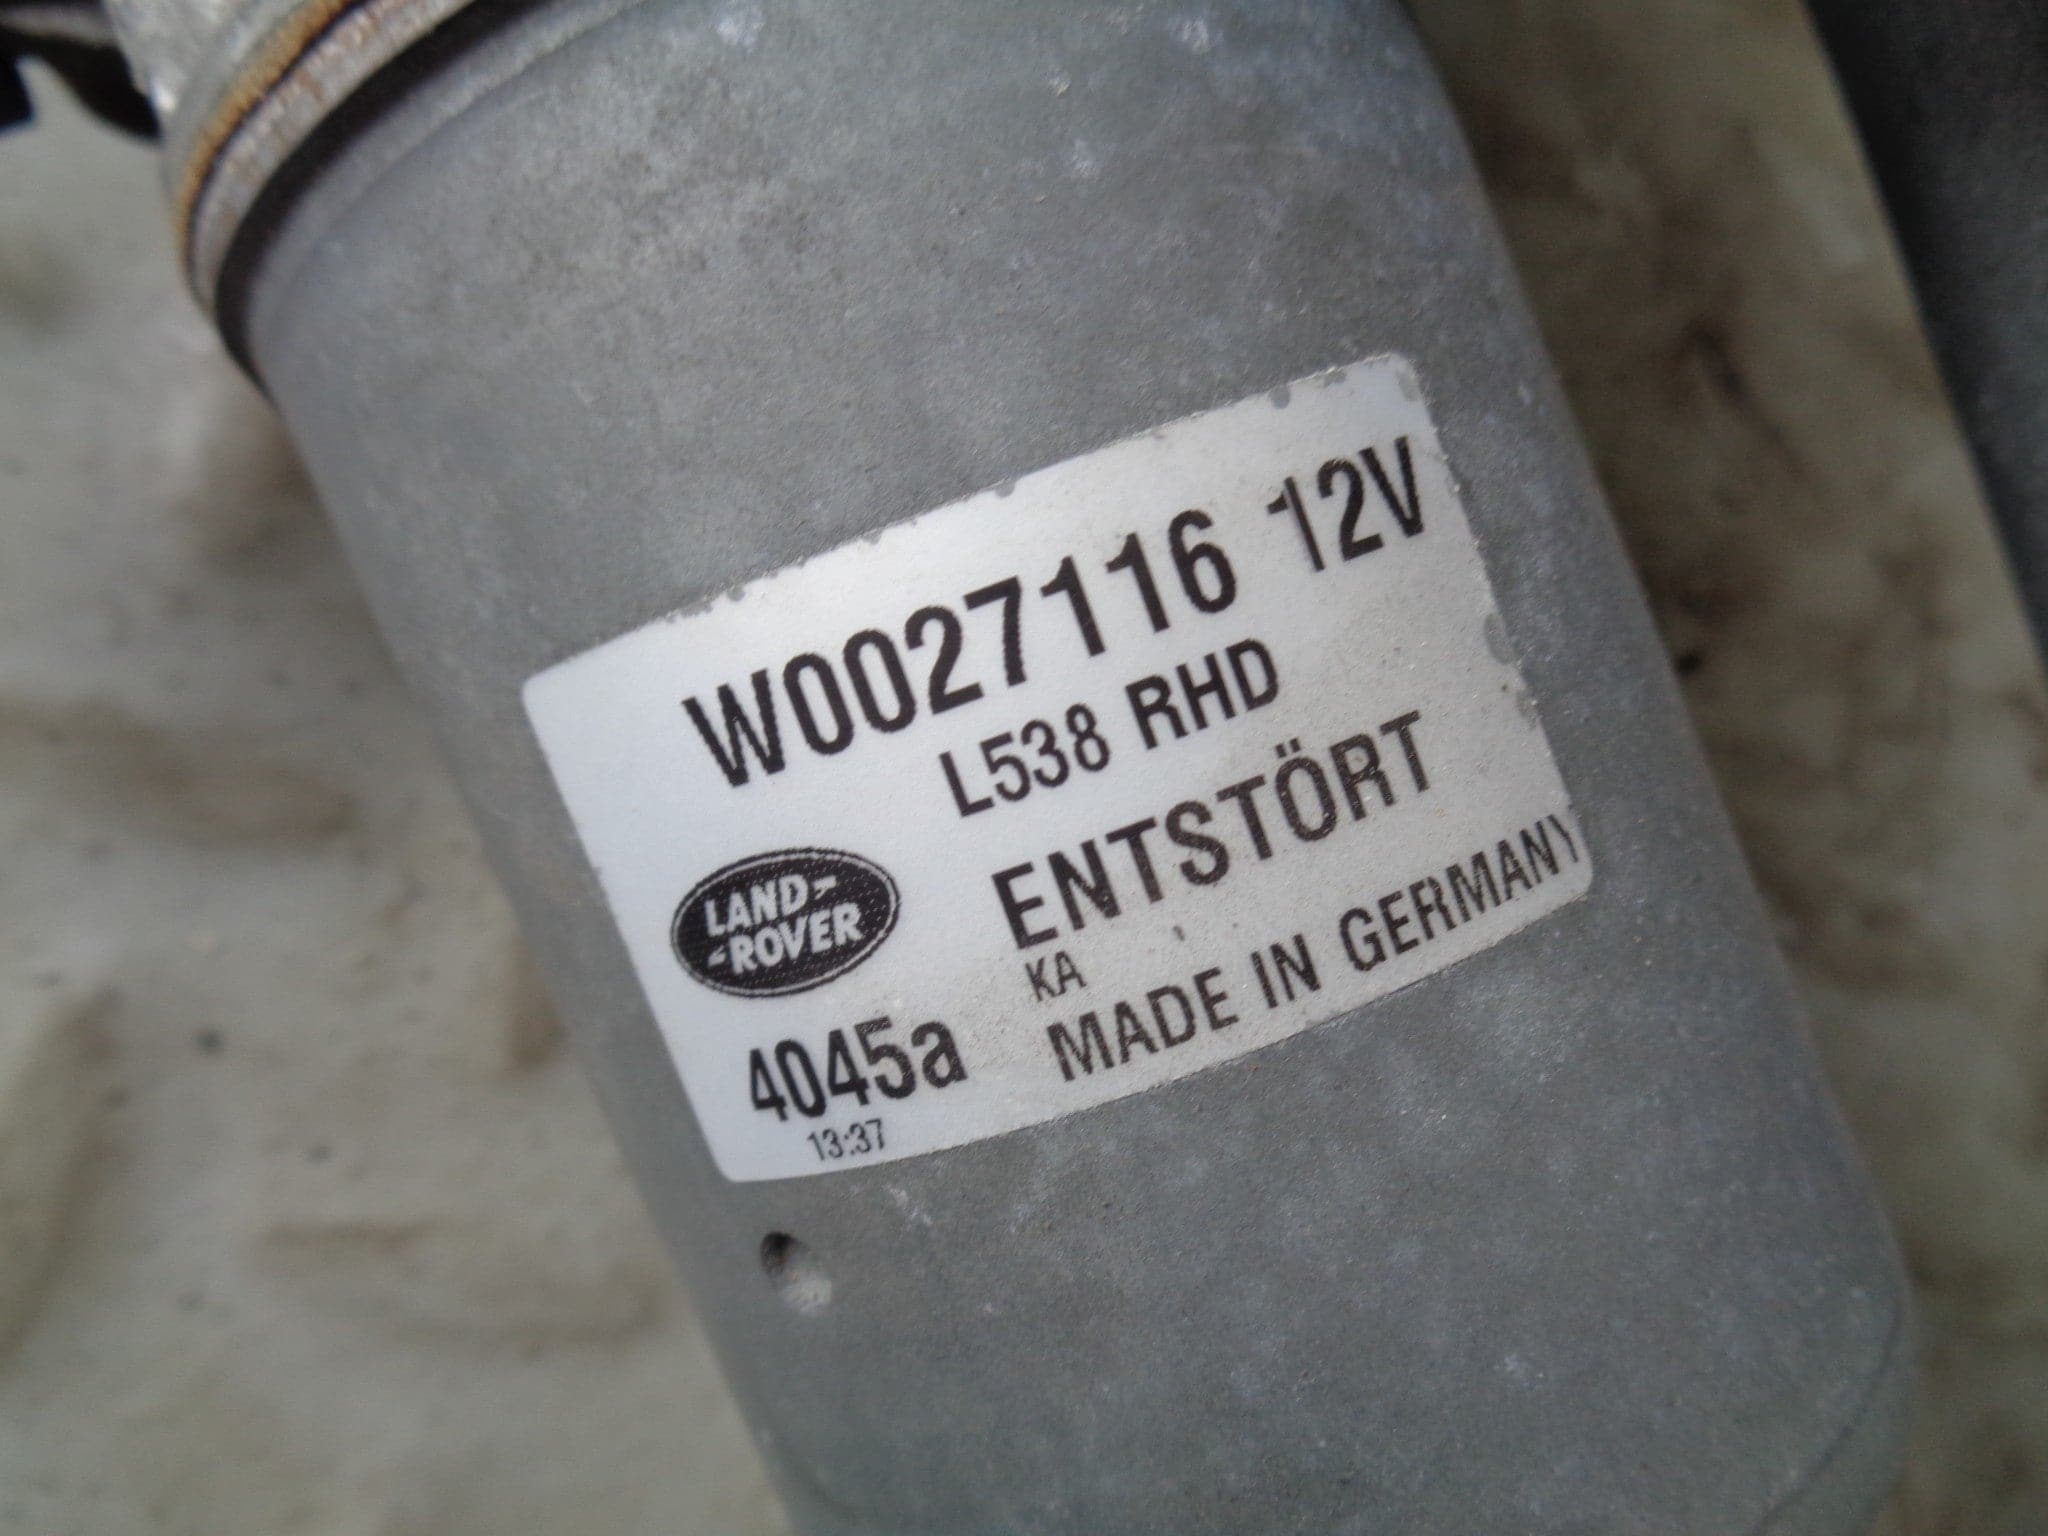 W0027116 12V
L538 RHD
ENTSTÖRT
LAND-
-ROVER
KA
4045a
MADE IN GERMANY
13:37